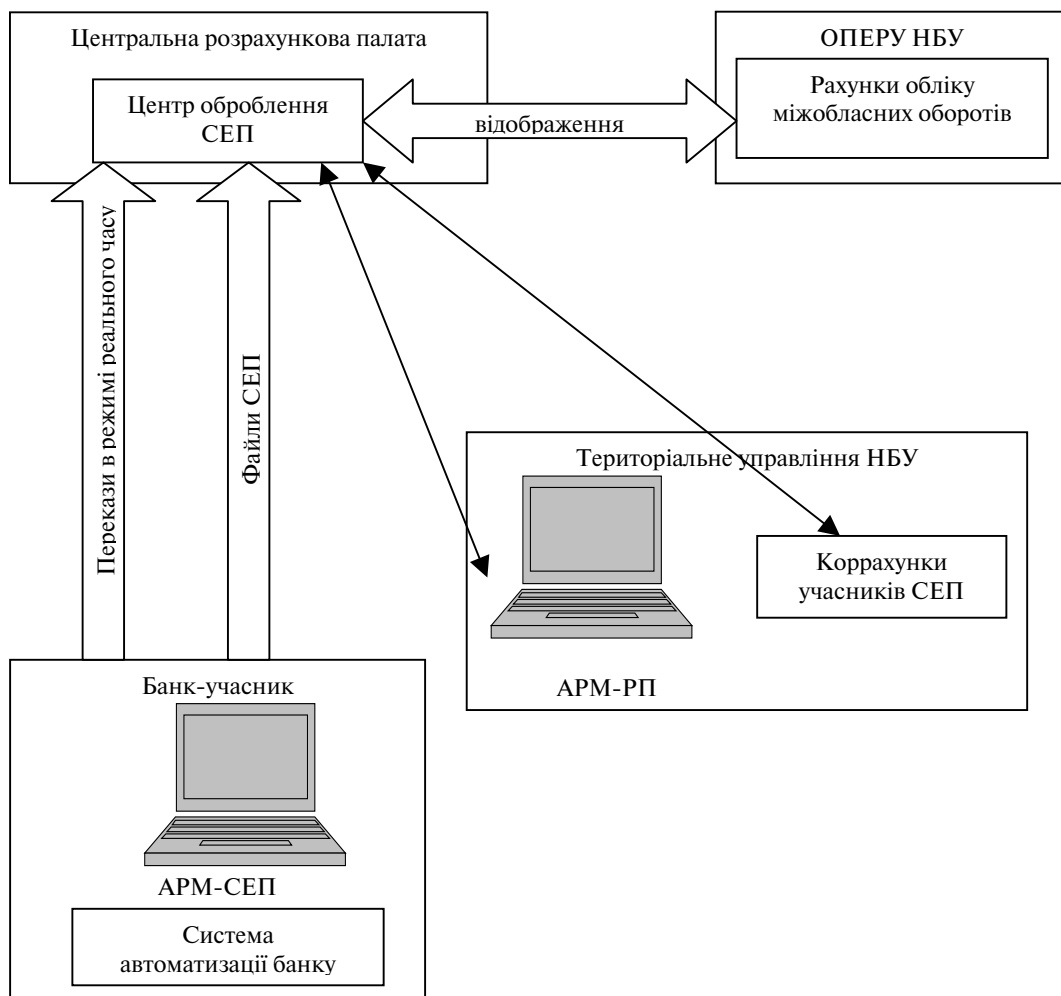 Центральна розрахункова палата
Центр оброблення
СЕП
відображення
ОПЕРУ НБУ
Рахунки обліку
міжобласних оборотів
Перекази в режимі реального часу
Файли СЕП
Територіальне управління НБУ
Коррахунки
учасників СЕП
АРМ-РП
Банк-учасник
АРМ-СЕП
Система
автоматизації банку